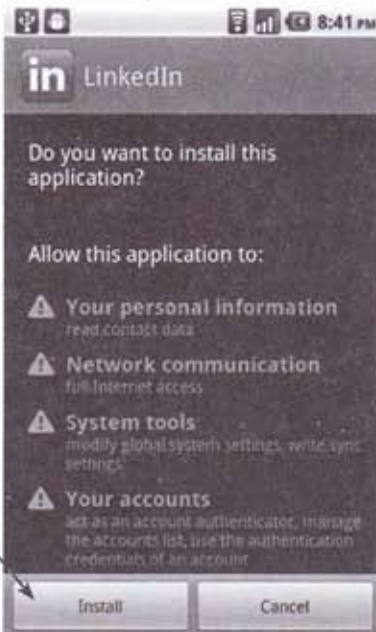 8:41 PM
in LinkedIn
Do you want to install this
application?
Allow this application to:
Your personal information
read contact data
Network communication
full Internet access
System tools
modify global system settings, write sync
settings
Your accounts
act as an account authenticator, manage
the accounts list, use the authentication
credentials of an account
Install
Cancel